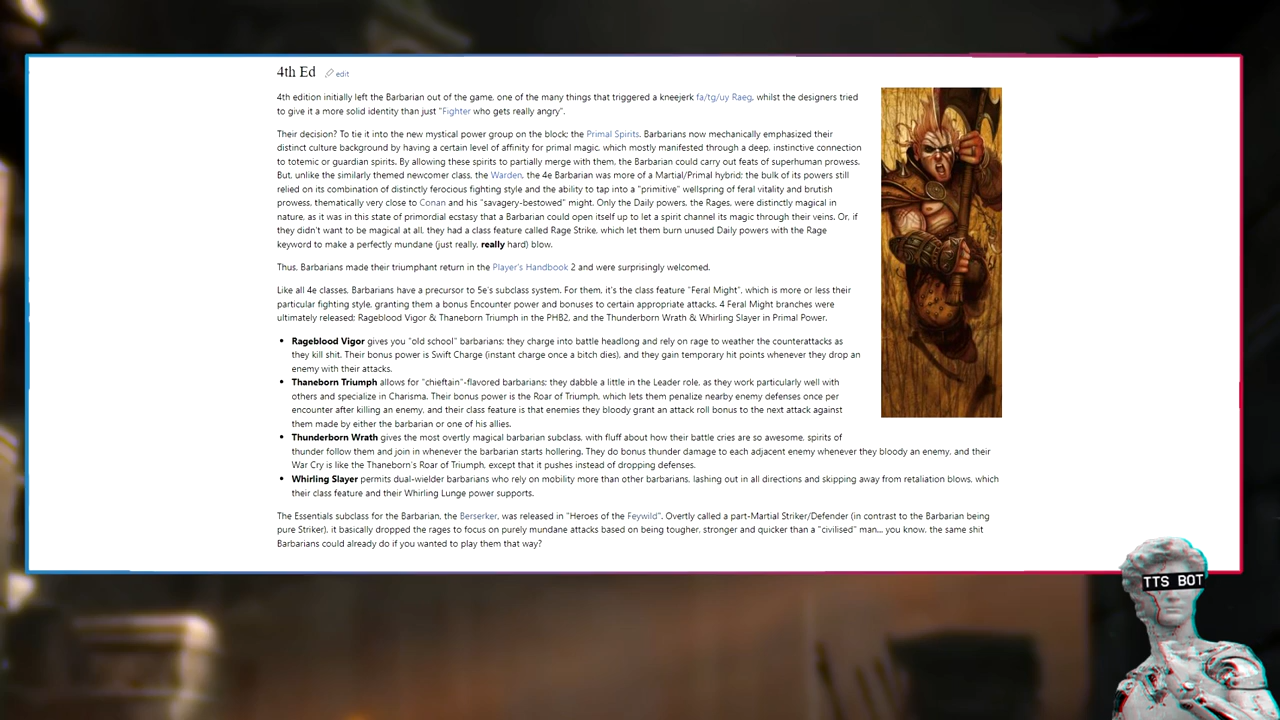 4th Ed edit
4th edition initially left the Barbarian out of the game, one of the many things that triggered a kneejerk fa/tg/uy Raeg, whilst the designers tried
to give it a more solid identity than just "Fighter who gets really angry".
Their decision? To tie it into the new mystical power group on the block; the Primal Spirits. Barbarians now mechanically emphasized their
distinct culture background by having a certain level of affinity for primal magic, which mostly manifested through a deep, instinctive connection
to totemic or guardian spirits. By allowing these spirits to partially merge with them, the Barbarian could carry out feats of superhuman prowess.
But, unlike the similarly themed newcomer class, the Warden, the 4e Barbarian was more of a Martial/Primal hybrid; the bulk of its powers still
relied on its combination of distinctly ferocious fighting style and the ability to tap into a "primitive" wellspring of feral vitality and brutish
prowess, thematically very close to Conan and his "savagery-bestowed" might. Only the Daily powers, the Rages, were distinctly magical in
nature, as it was in this state of primordial ecstasy that a Barbarian could open itself up to let a spirit channel its magic through their veins. Or, if
they didn't want to be magical at all, they had a class feature called Rage Strike, which let them burn unused Daily powers with the Rage
keyword to make a perfectly mundane (just really, really hard) blow.
Thus, Barbarians made their triumphant return in the Player's Handbook 2 and were surprisingly welcomed.
Like all 4e classes, Barbarians have a precursor to 5e's subclass system. For them, it's the class feature "Feral Might", which is more or less their
particular fighting style, granting them a bonus Encounter power and bonuses to certain appropriate attacks. 4 Feral Might branches were
ultimately released; Rageblood Vigor & Thaneborn Triumph in the PHB2, and the Thunderborn Wrath & Whirling Slayer in Primal Power.
• Rageblood Vigor gives you "old school" barbarians; they charge into battle headlong and rely on rage to weather the counterattacks as
they kill shit. Their bonus power is Swift Charge (instant charge once a bitch dies), and they gain temporary hit points whenever they drop an
enemy with their attacks.
• Thaneborn Triumph allows for "chieftain"-flavored barbarians; they dabble a little in the Leader role, as they work particularly well with
others and specialize in Charisma. Their bonus power is the Roar of Triumph, which lets them penalize nearby enemy defenses once per
encounter after killing an enemy, and their class feature is that enemies they bloody grant an attack roll bonus to the next attack against
them made by either the barbarian or one of his allies.
• Thunderborn Wrath gives the most overtly magical barbarian subclass, with fluff about how their battle cries are so awesome, spirits of
thunder follow them and join in whenever the barbarian starts hollering. They do bonus thunder damage to each adjacent enemy whenever they bloody an enemy, and their
War Cry is like the Thaneborn's Roar of Triumph, except that it pushes instead of dropping defenses.
• Whirling Slayer permits dual-wielder barbarians who rely on mobility more than other barbarians, lashing out in all directions and skipping away from retaliation blows, which
their class feature and their Whirling Lunge power supports.
The Essentials subclass for the Barbarian, the Berserker, was released in "Heroes of the Feywild". Overtly called a part-Martial Striker/Defender (in contrast to the Barbarian being
pure Striker), it basically dropped the rages to focus on purely mundane attacks based on being tougher, stronger and quicker than a "civilised" man... you know, the same shit
Barbarians could already do if you wanted to play them that way?
TTS BOT